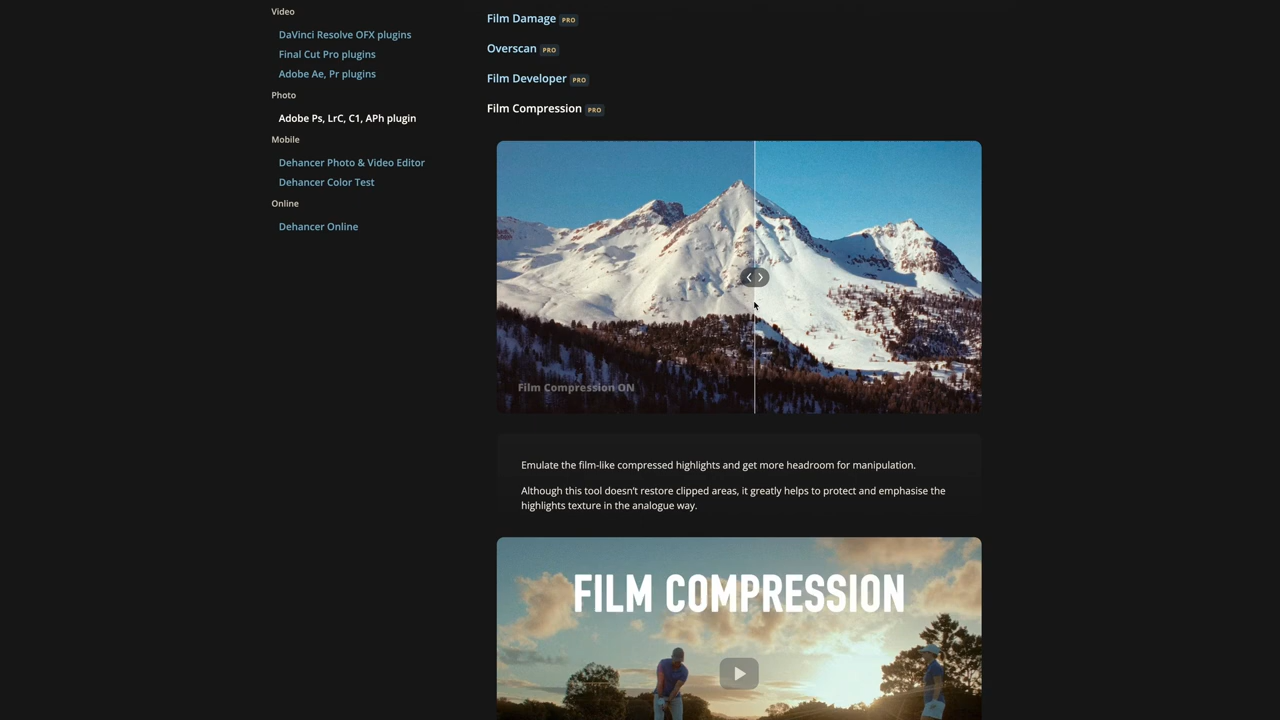 Video
DaVinci Resolve OFX plugins
Final Cut Pro plugins
Adobe Ae, Pr plugins
Photo
Adobe Ps, LrC, C1, APh plugin
Mobile
Dehancer Photo & Video Editor
Dehancer Color Test
Online
Dehancer Online
Film Damage PRO
Overscan PRO
Film Developer PRO
Film Compression PRO
Film Compression ON
Emulate the film-like compressed highlights and get more headroom for manipulation.
Although this tool doesn’t restore clipped areas, it greatly helps to protect and emphasise the
highlights texture in the analogue way.
FILM COMPRESSION